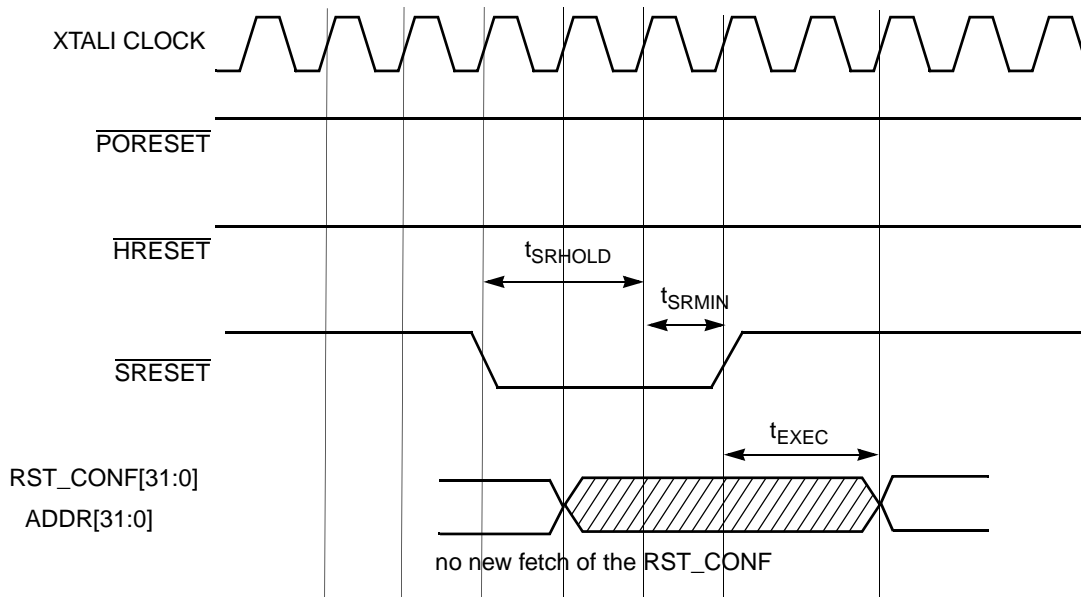 XTALI CLOCK
PORESET
HRESET
tSRHOLD
tSRMIN
SRESET
tEXEC
RST_CONF[31:0]
ADDR[31:0]
no new fetch of the RST_CONF